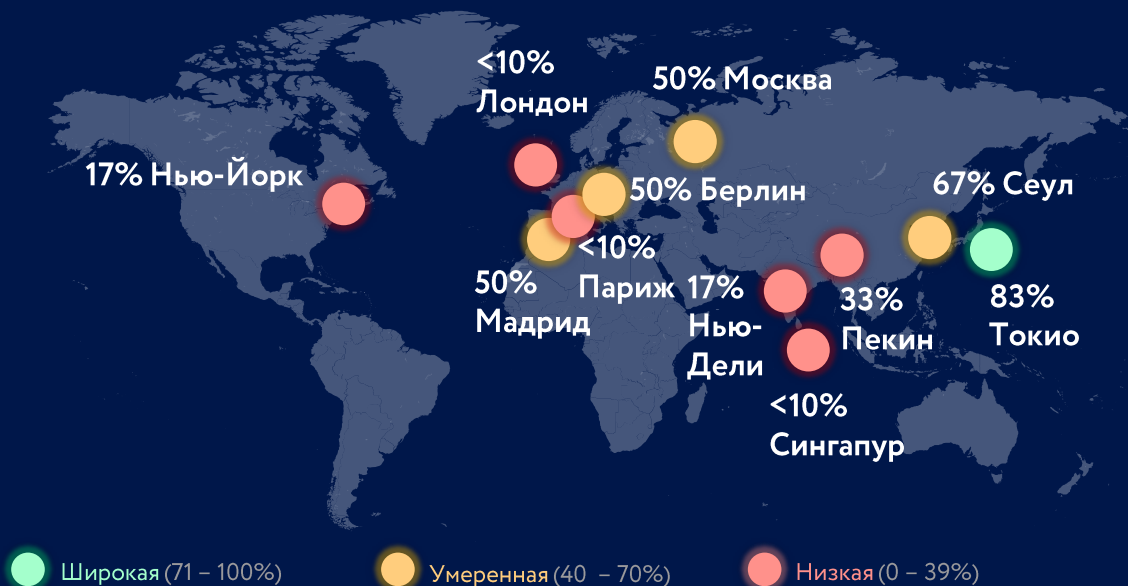 <10%
Лондон
50% Москва
17% Нью-Йорк
50% Берлин
67% Сеул
<10%
Париж
50%
Мадрид
17%
Нью-
Дели
33%
Пекин
83%
Токио
<10%
Сингапур
Широкая (71 – 100%)
Умеренная (40 – 70%)
Низкая (0 – 39%)